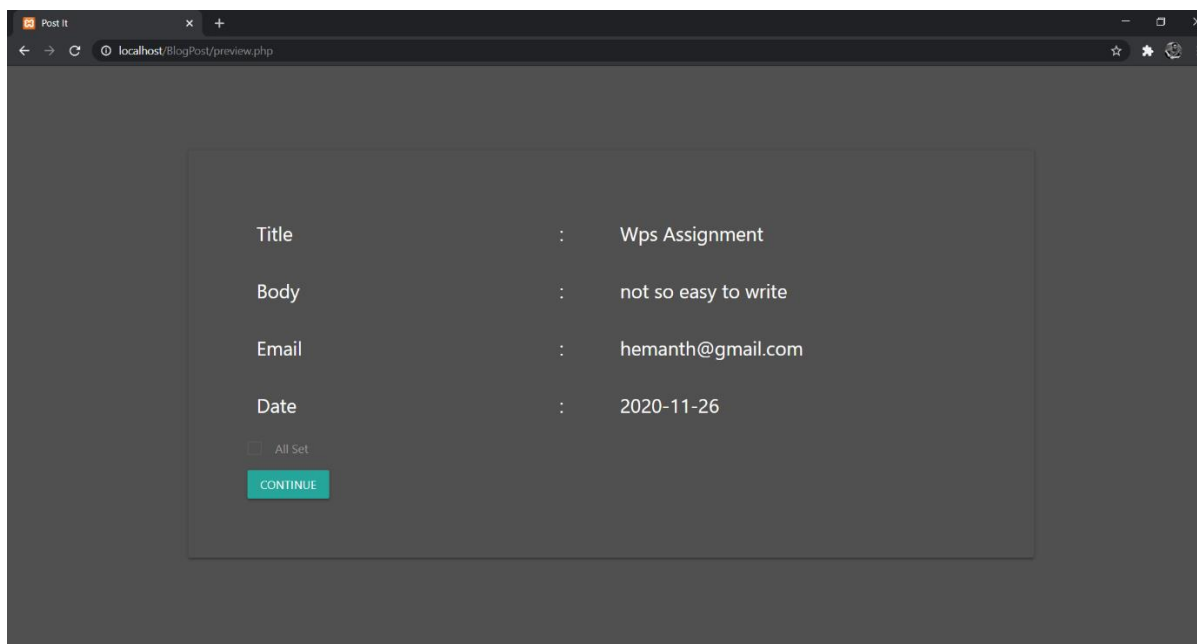 Post It
localhost/BlogPost/preview.php
Title : Wps Assignment
Body : not so easy to write
Email : hemanth@gmail.com
Date : 2020-11-26
All Set
CONTINUE